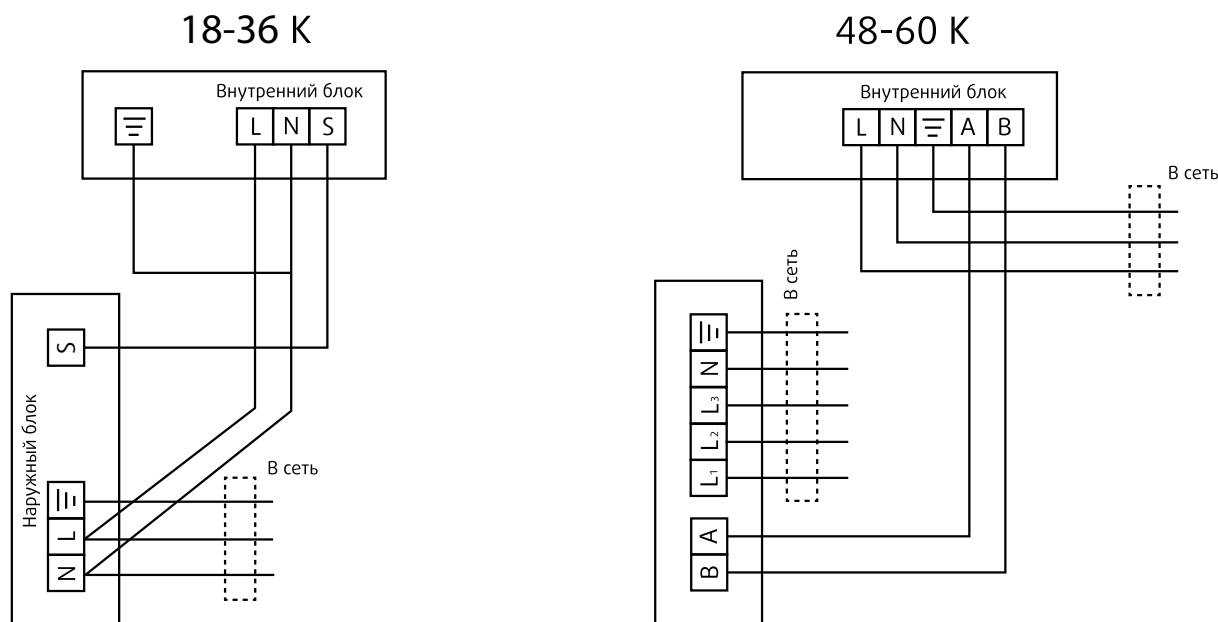 18-36 K
Внутренний блок
L N S
S
Наружный блок
L
N
В сеть
48-60 K
Внутренний блок
L N A B
В сеть
В сеть
N
L3
L2
L1
A
B